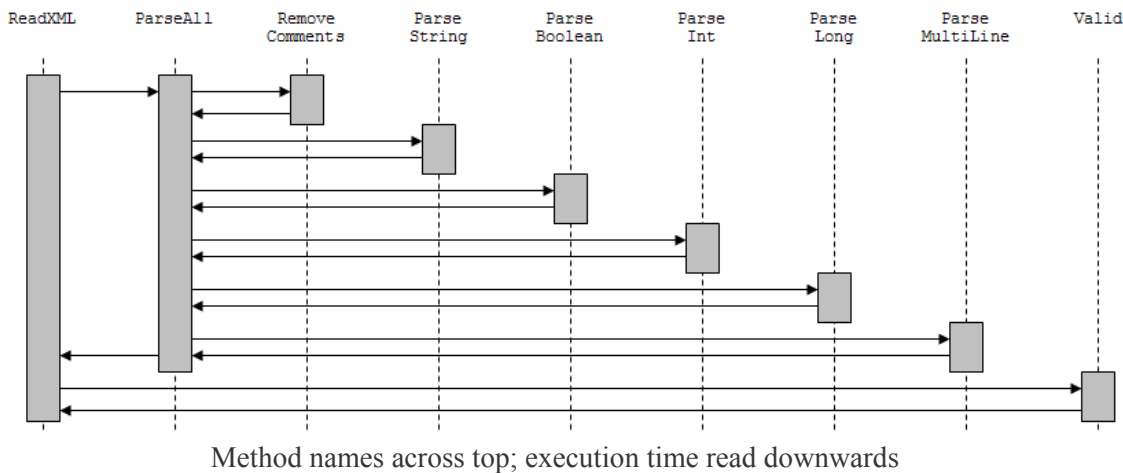 ReadXML ParseAll Remove Parse Parse Parse Parse Parse Valid
Comments String Boolean Int Long MultiLine
Method names across top; execution time read downwards